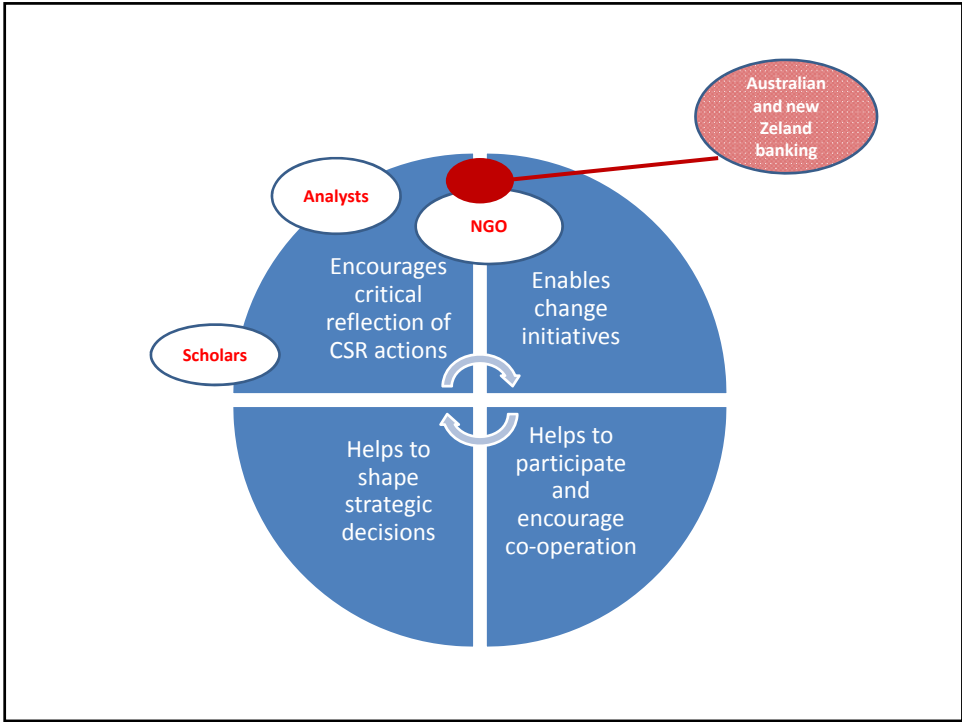 Australian
and new
Zeland
banking
Analysts
NGO
Scholars
Encourages
critical
reflection of
CSR actions
Enables
change
initiatives
Helps to
shape
strategic
decisions
Helps to
participate
and
encourage
co-operation